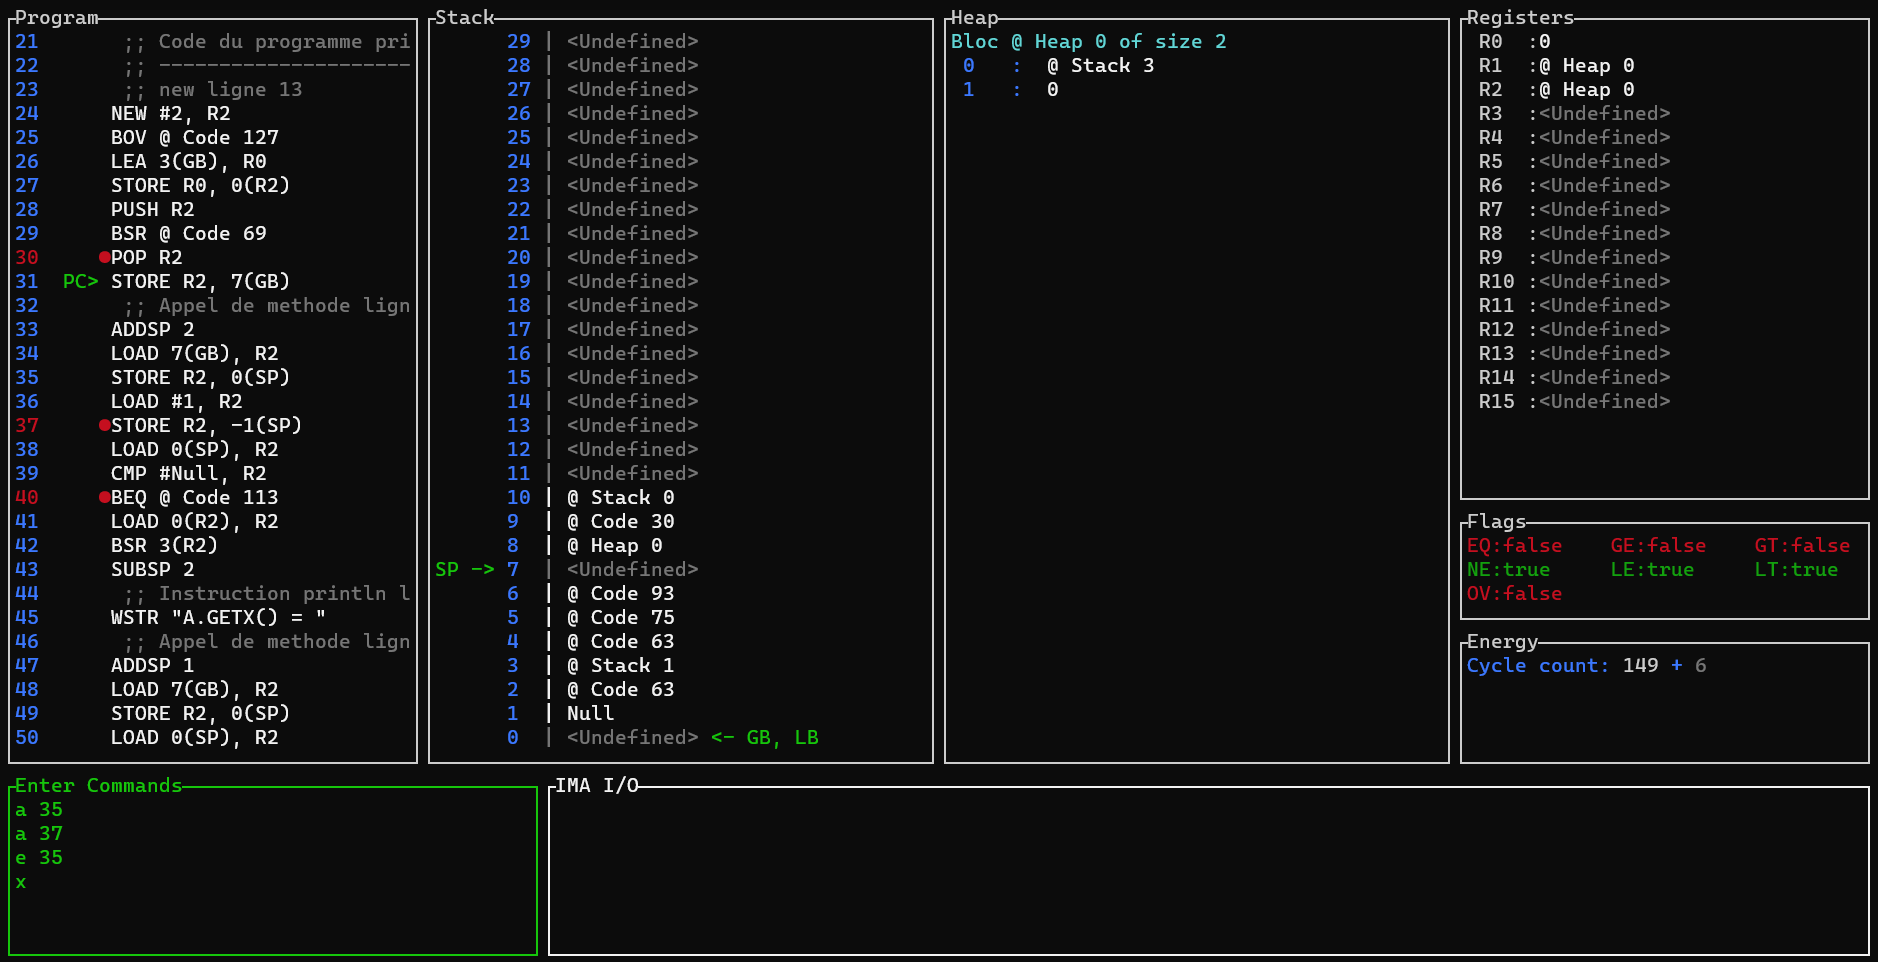 Program
21 ;; Code du programme pri
22 ;; ---------------------
23 ;; new ligne 13
24 NEW #2, R2
25 BOV @ Code 127
26 LEA 3(GB), R0
27 STORE R0, 0(R2)
28 PUSH R2
29 BSR @ Code 69
30 ●POP R2
31 PC> STORE R2, 7(GB)
32 ;; Appel de methode lign
33 ADDSP 2
34 LOAD 7(GB), R2
35 STORE R2, 0(SP)
36 LOAD #1, R2
37 ●STORE R2, -1(SP)
38 LOAD 0(SP), R2
39 CMP #Null, R2
40 ●BEQ @ Code 113
41 LOAD 0(R2), R2
42 BSR 3(R2)
43 SUBSP 2
44 ;; Instruction println l
45 WSTR "A.GETX() = "
46 ;; Appel de methode lign
47 ADDSP 1
48 LOAD 7(GB), R2
49 STORE R2, 0(SP)
50 LOAD 0(SP), R2
Stack
29 | <Undefined>
28 | <Undefined>
27 | <Undefined>
26 | <Undefined>
25 | <Undefined>
24 | <Undefined>
23 | <Undefined>
22 | <Undefined>
21 | <Undefined>
20 | <Undefined>
19 | <Undefined>
18 | <Undefined>
17 | <Undefined>
16 | <Undefined>
15 | <Undefined>
14 | <Undefined>
13 | <Undefined>
12 | <Undefined>
11 | <Undefined>
10 | @ Stack 0
9 | @ Code 30
8 | @ Heap 0
SP -> 7 | <Undefined>
6 | @ Code 93
5 | @ Code 75
4 | @ Code 63
3 | @ Stack 1
2 | @ Code 63
1 | Null
0 | <Undefined> <- GB, LB
Heap
Bloc @ Heap 0 of size 2
0 : @ Stack 3
1 : 0
Registers
R0 :0
R1 :@ Heap 0
R2 :@ Heap 0
R3 :<Undefined>
R4 :<Undefined>
R5 :<Undefined>
R6 :<Undefined>
R7 :<Undefined>
R8 :<Undefined>
R9 :<Undefined>
R10 :<Undefined>
R11 :<Undefined>
R12 :<Undefined>
R13 :<Undefined>
R14 :<Undefined>
R15 :<Undefined>
Flags
EQ:false GE:false GT:false
NE:true LE:true LT:true
OV:false
Energy
Cycle count: 149 + 6
Enter Commands
a 35
a 37
e 35
x
IMA I/O